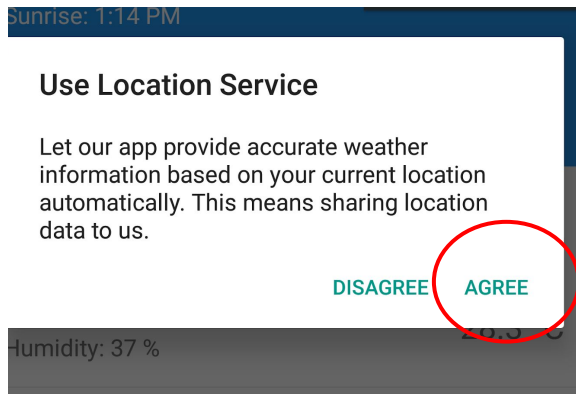 Sunrise: 1:14 PM
Use Location Service
Let our app provide accurate weather
information based on your current location
automatically. This means sharing location
data to us.
DISAGREE AGREE
Humidity: 37 %